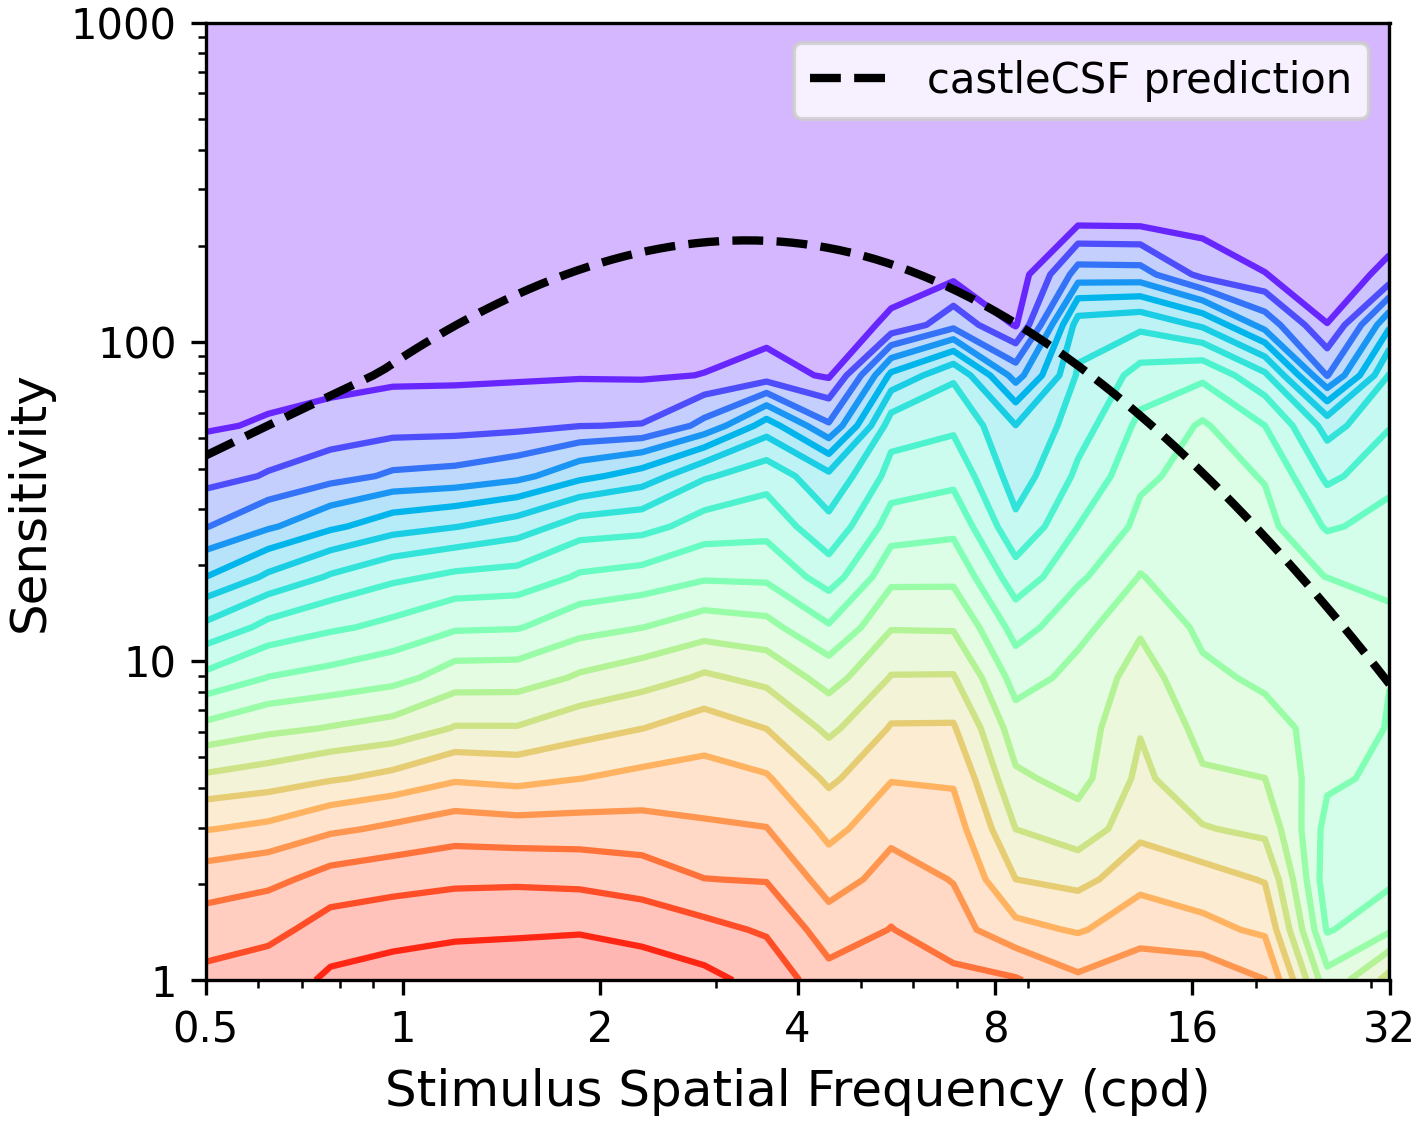 1000
100
10
1
Sensitivity
castleCSF prediction
0.5 1 2 4 8 16 32
Stimulus Spatial Frequency (cpd)